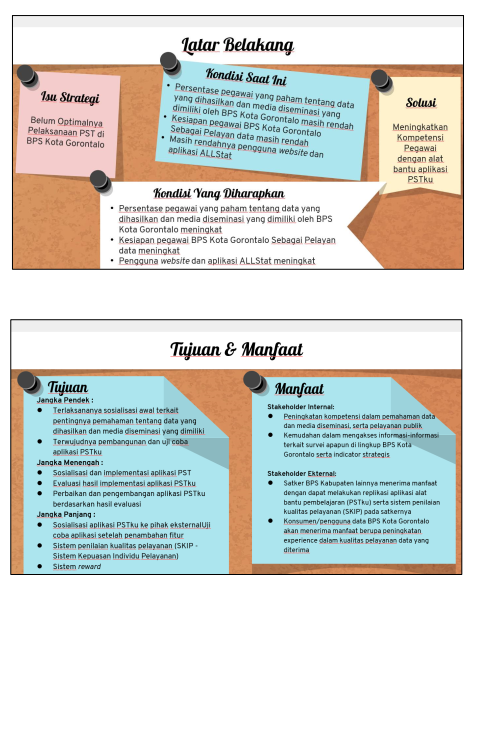 Latar Belakang
Isu Strategi
Belum Optimalnya
Pelaksanaan PST di
BPS Kota Gorontalo
Kondisi Saat Ini
• Persentase pegawai yang paham tentang data
yang dihasilkan dan media diseminasi yang
dimiliki oleh BPS Kota Gorontalo masih rendah
• Kesiapan pegawai BPS Kota Gorontalo
Sebagai Pelayan data masih rendah
• Masih rendahnya pengguna website dan
aplikasi ALLStat
Solusi
Meningkatkan
Kompetensi
Pegawai
dengan alat
bantu aplikasi
PSTku
Kondisi Yang Diharapkan
• Persentase pegawai yang paham tentang data yang
dihasilkan dan media diseminasi yang dimiliki oleh BPS
Kota Gorontalo meningkat
• Kesiapan pegawai BPS Kota Gorontalo Sebagai Pelayan
data meningkat
• Pengguna website dan aplikasi ALLStat meningkat
Tujuan & Manfaat
Tujuan
Jangka Pendek :
● Terlaksananya sosialisasi awal terkait
pentingnya pemahaman tentang data yang
dihasilkan dan media diseminasi yang dimiliki
● Terwujudnya pembangunan dan uji coba
aplikasi PSTku
Jangka Menengah :
● Sosialisasi dan implementasi aplikasi PST
● Evaluasi hasil implementasi aplikasi PSTku
● Perbaikan dan pengembangan aplikasi PSTku
berdasarkan hasil evaluasi
Jangka Panjang :
● Sosialisasi aplikasi PSTku ke pihak eksternalUji
coba aplikasi setelah penambahan fitur
● Sistem penilaian kualitas pelayanan (SKIP -
Sistem Kepuasan Individu Pelayanan)
● Sistem reward
Manfaat
Stakeholder Internal:
● Peningkatan kompetensi dalam pemahaman data
dan media diseminasi, serta pelayanan publik
● Kemudahan dalam mengakses informasi-informasi
terkait survei apapun di lingkup BPS Kota
Gorontalo serta indicator strategis
Stakeholder Eksternal:
● Satker BPS Kabupaten lainnya menerima manfaat
dengan dapat melakukan replikasi aplikasi alat
bantu pembelajaran (PSTku) serta sistem penilaian
kualitas pelayanan (SKIP) pada satkernya
● Konsumen/pengguna data BPS Kota Gorontalo
akan menerima manfaat berupa peningkatan
experience dalam kualitas pelayanan data yang
diterima